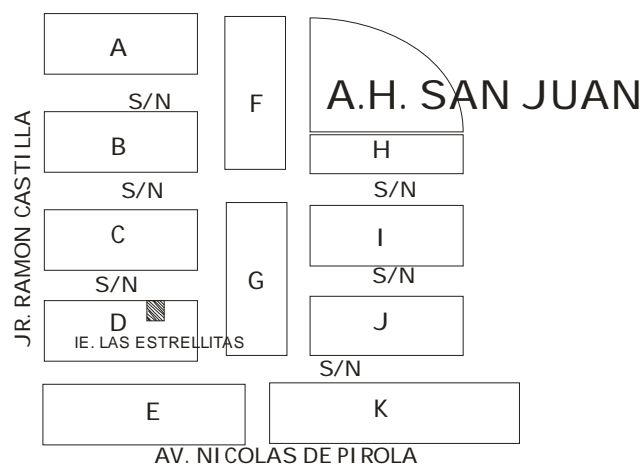 A
F
A.H. SAN JUAN
S/N
B
H
S/N
S/N
JR. RAMON CASTILLA
C
I
S/N
S/N
G
D
J
IE. LAS ESTRELLITAS
S/N
E
K
AV. NICOLAS DE PIROLA